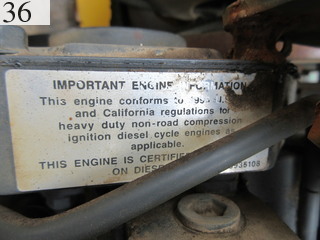 36
IMPORTANT ENGINE INFORMATION
This engine conforms to
and California regulations for
heavy duty non-road compression
ignition diesel cycle engines as
applicable.
THIS ENGINE IS CERTIFIED
ON DIESEL